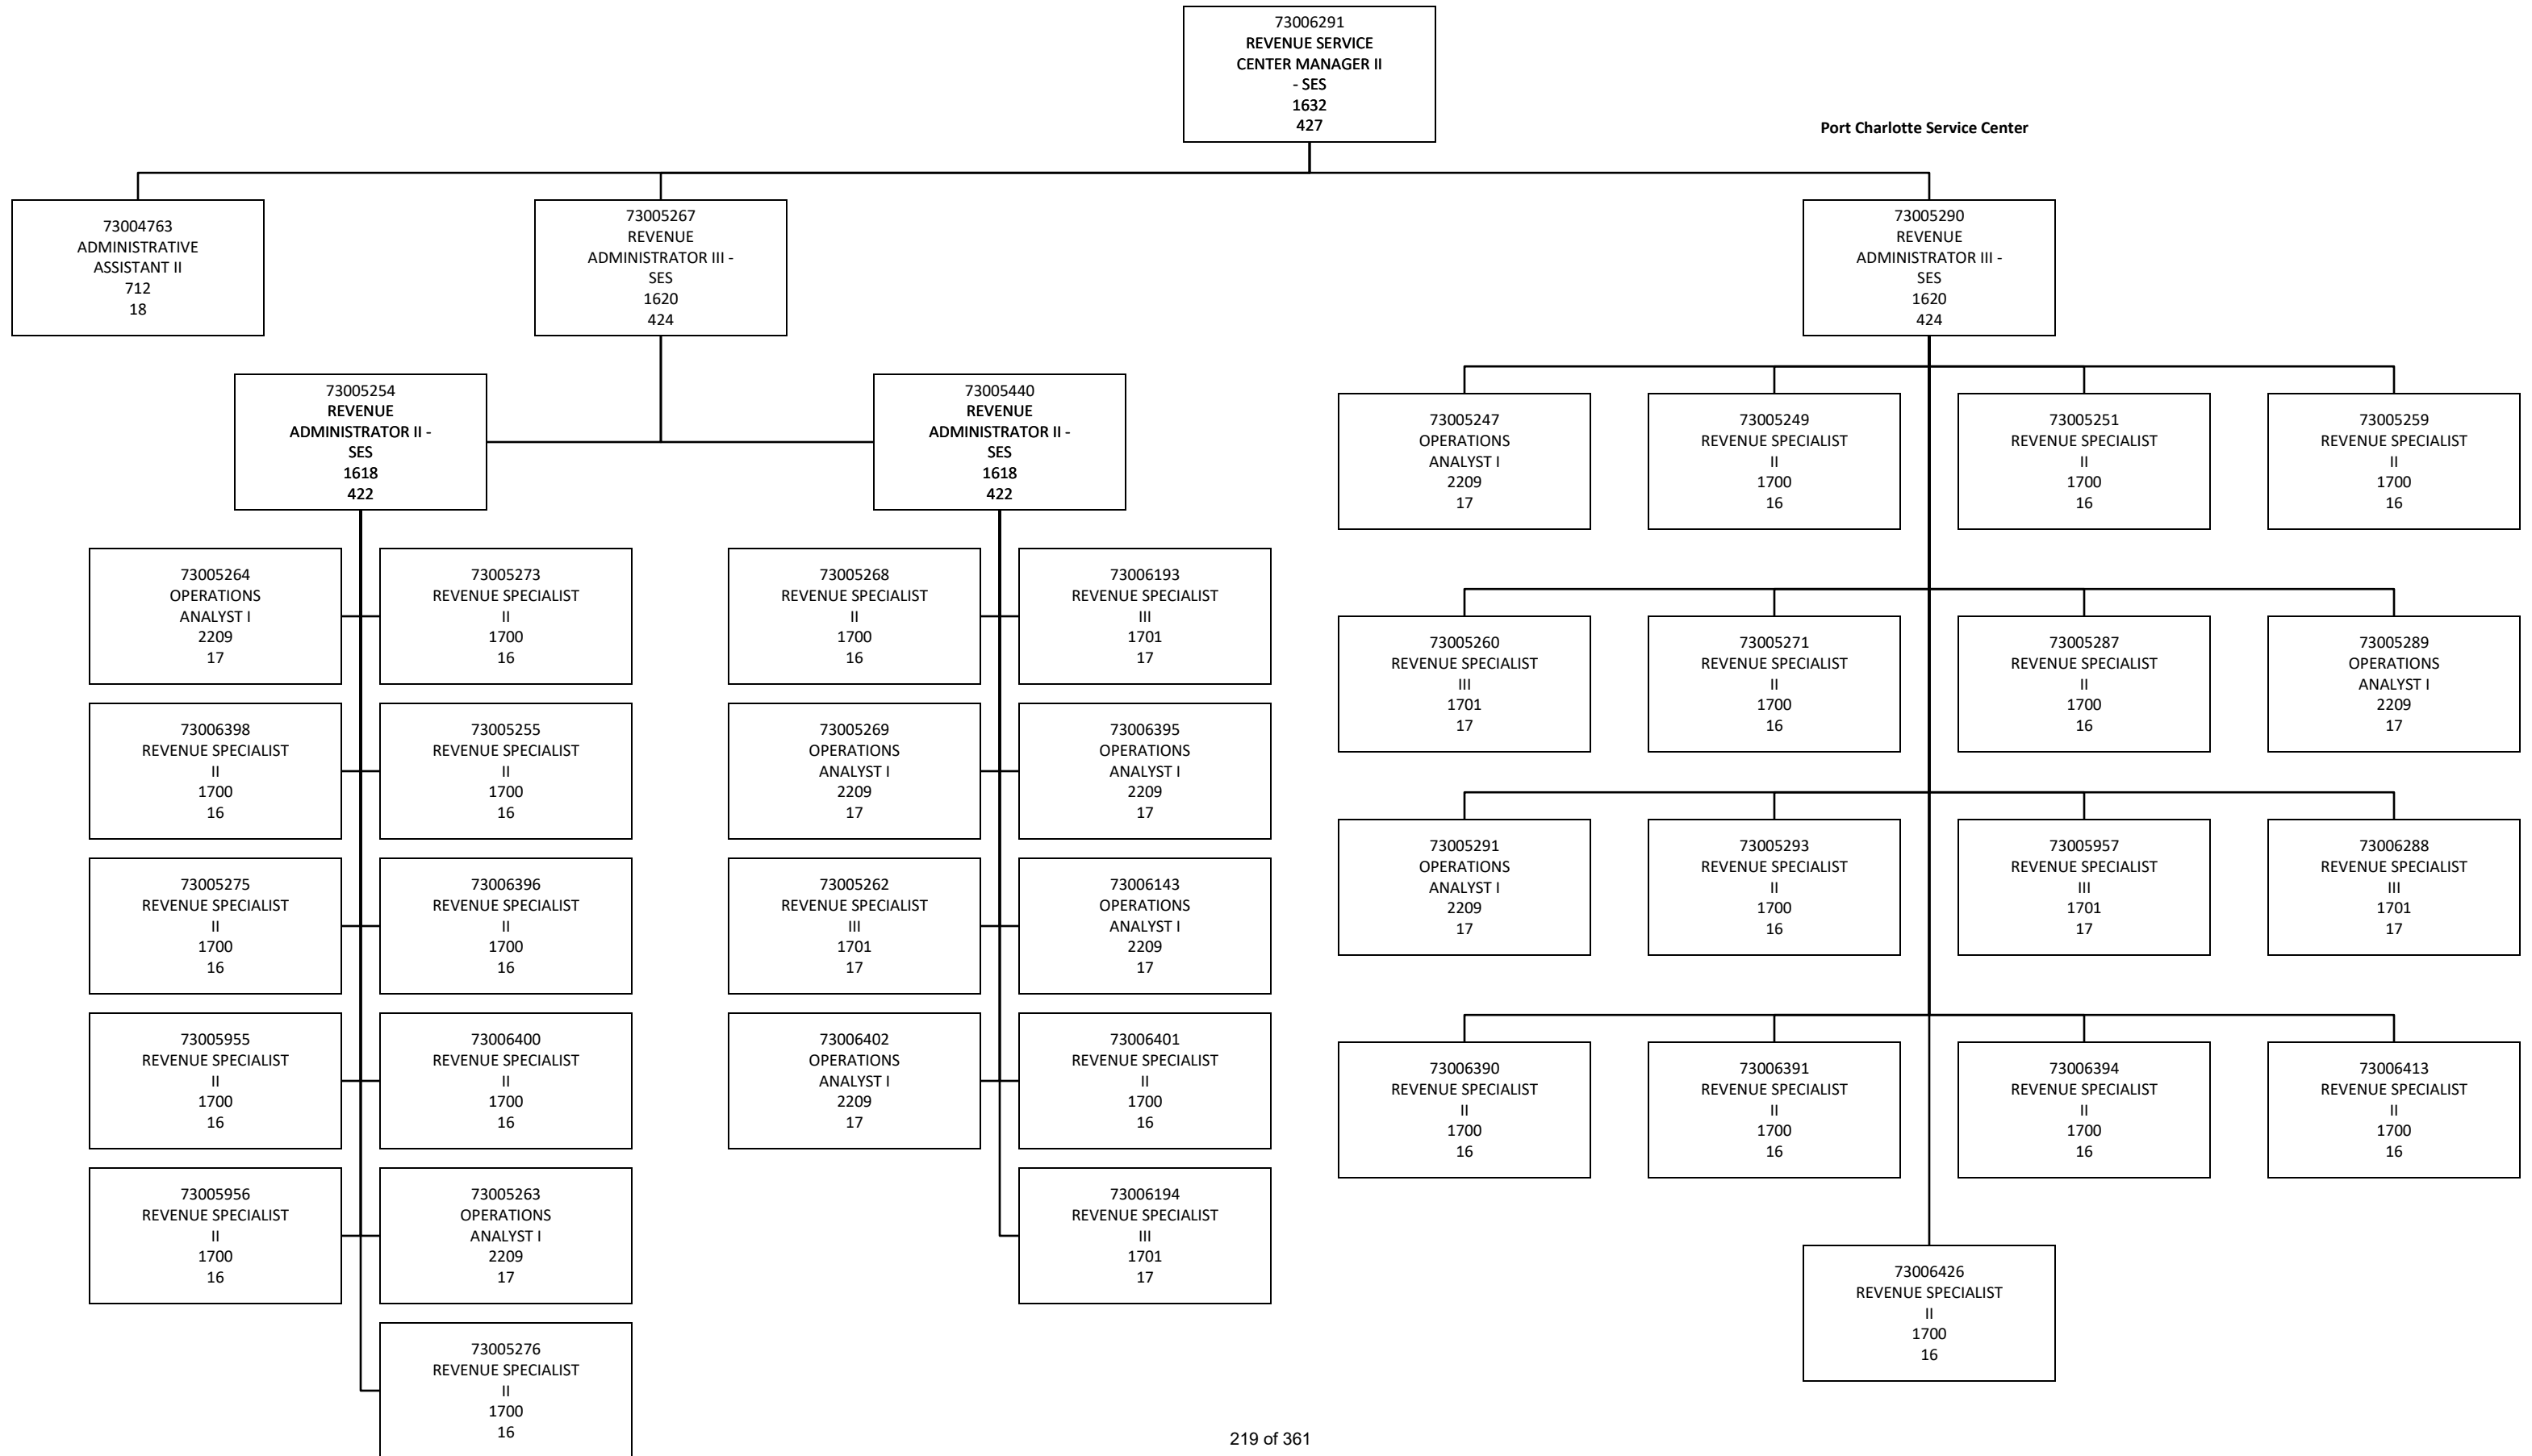 73006291
REVENUE SERVICE
CENTER MANAGER II
- SES
1632
427
Port Charlotte Service Center
73004763
ADMINISTRATIVE
ASSISTANT II
712
18
73005267
REVENUE
ADMINISTRATOR III -
SES
1620
424
73005290
REVENUE
ADMINISTRATOR III -
SES
1620
424
73005254
REVENUE
ADMINISTRATOR II -
SES
1618
422
73005440
REVENUE
ADMINISTRATOR II -
SES
1618
422
73005247
OPERATIONS
ANALYST I
2209
17
73005249
REVENUE SPECIALIST
II
1700
16
73005251
REVENUE SPECIALIST
II
1700
16
73005259
REVENUE SPECIALIST
II
1700
16
73005264
OPERATIONS
ANALYST I
2209
17
73005273
REVENUE SPECIALIST
II
1700
16
73005268
REVENUE SPECIALIST
II
1700
16
73006193
REVENUE SPECIALIST
III
1701
17
73005260
REVENUE SPECIALIST
III
1701
17
73005271
REVENUE SPECIALIST
II
1700
16
73005287
REVENUE SPECIALIST
II
1700
16
73005289
OPERATIONS
ANALYST I
2209
17
73006398
REVENUE SPECIALIST
II
1700
16
73005255
REVENUE SPECIALIST
II
1700
16
73005269
OPERATIONS
ANALYST I
2209
17
73006395
OPERATIONS
ANALYST I
2209
17
73005291
OPERATIONS
ANALYST I
2209
17
73005293
REVENUE SPECIALIST
II
1700
16
73005957
REVENUE SPECIALIST
III
1701
17
73006288
REVENUE SPECIALIST
III
1701
17
73005275
REVENUE SPECIALIST
II
1700
16
73006396
REVENUE SPECIALIST
II
1700
16
73005262
REVENUE SPECIALIST
III
1701
17
73006143
OPERATIONS
ANALYST I
2209
17
73005955
REVENUE SPECIALIST
II
1700
16
73006400
REVENUE SPECIALIST
II
1700
16
73006402
OPERATIONS
ANALYST I
2209
17
73006401
REVENUE SPECIALIST
II
1700
16
73006390
REVENUE SPECIALIST
II
1700
16
73006391
REVENUE SPECIALIST
II
1700
16
73006394
REVENUE SPECIALIST
II
1700
16
73006413
REVENUE SPECIALIST
II
1700
16
73005956
REVENUE SPECIALIST
II
1700
16
73005263
OPERATIONS
ANALYST I
2209
17
73006194
REVENUE SPECIALIST
III
1701
17
73006426
REVENUE SPECIALIST
II
1700
16
73005276
REVENUE SPECIALIST
II
1700
16
219 of 361